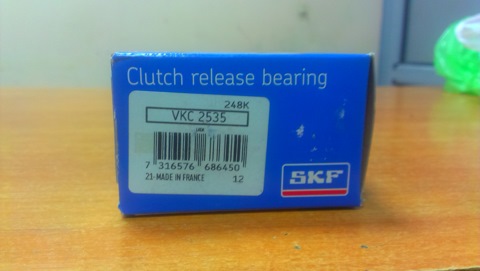 Clutch release bearing
248K
VKC 2535
7 316576 686450
21-MADE IN FRANCE 12
SKF